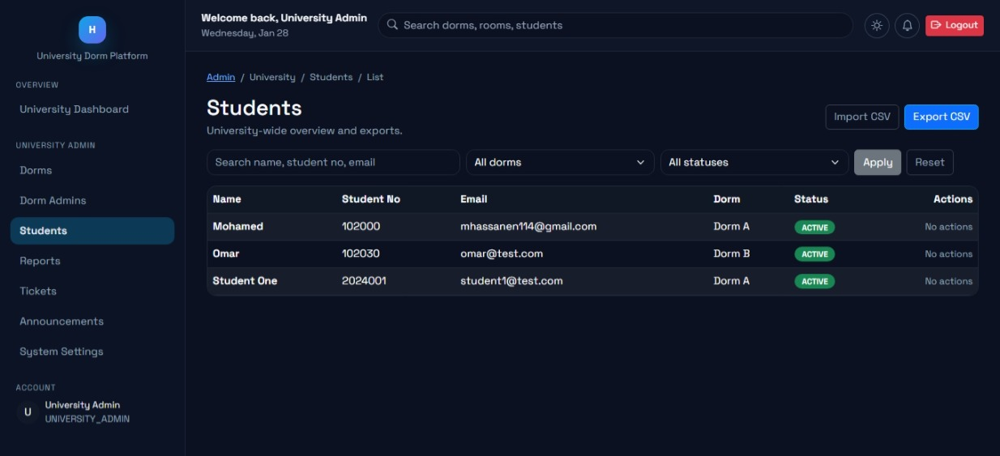 H
University Dorm Platform
OVERVIEW
University Dashboard
UNIVERSITY ADMIN
Dorms
Dorm Admins
Students
Reports
Tickets
Announcements
System Settings
ACCOUNT
U
University Admin
UNIVERSITY_ADMIN
Welcome back, University Admin
Wednesday, Jan 28
Search dorms, rooms, students
Logout
Admin / University / Students / List
Students
University-wide overview and exports.
Import CSV Export CSV
Search name, student no, email All dorms All statuses Apply Reset
Name Student No Email Dorm Status Actions
Mohamed 102000 mhassanen114@gmail.com Dorm A ACTIVE No actions
Omar 102030 omar@test.com Dorm B ACTIVE No actions
Student One 2024001 student1@test.com Dorm A ACTIVE No actions